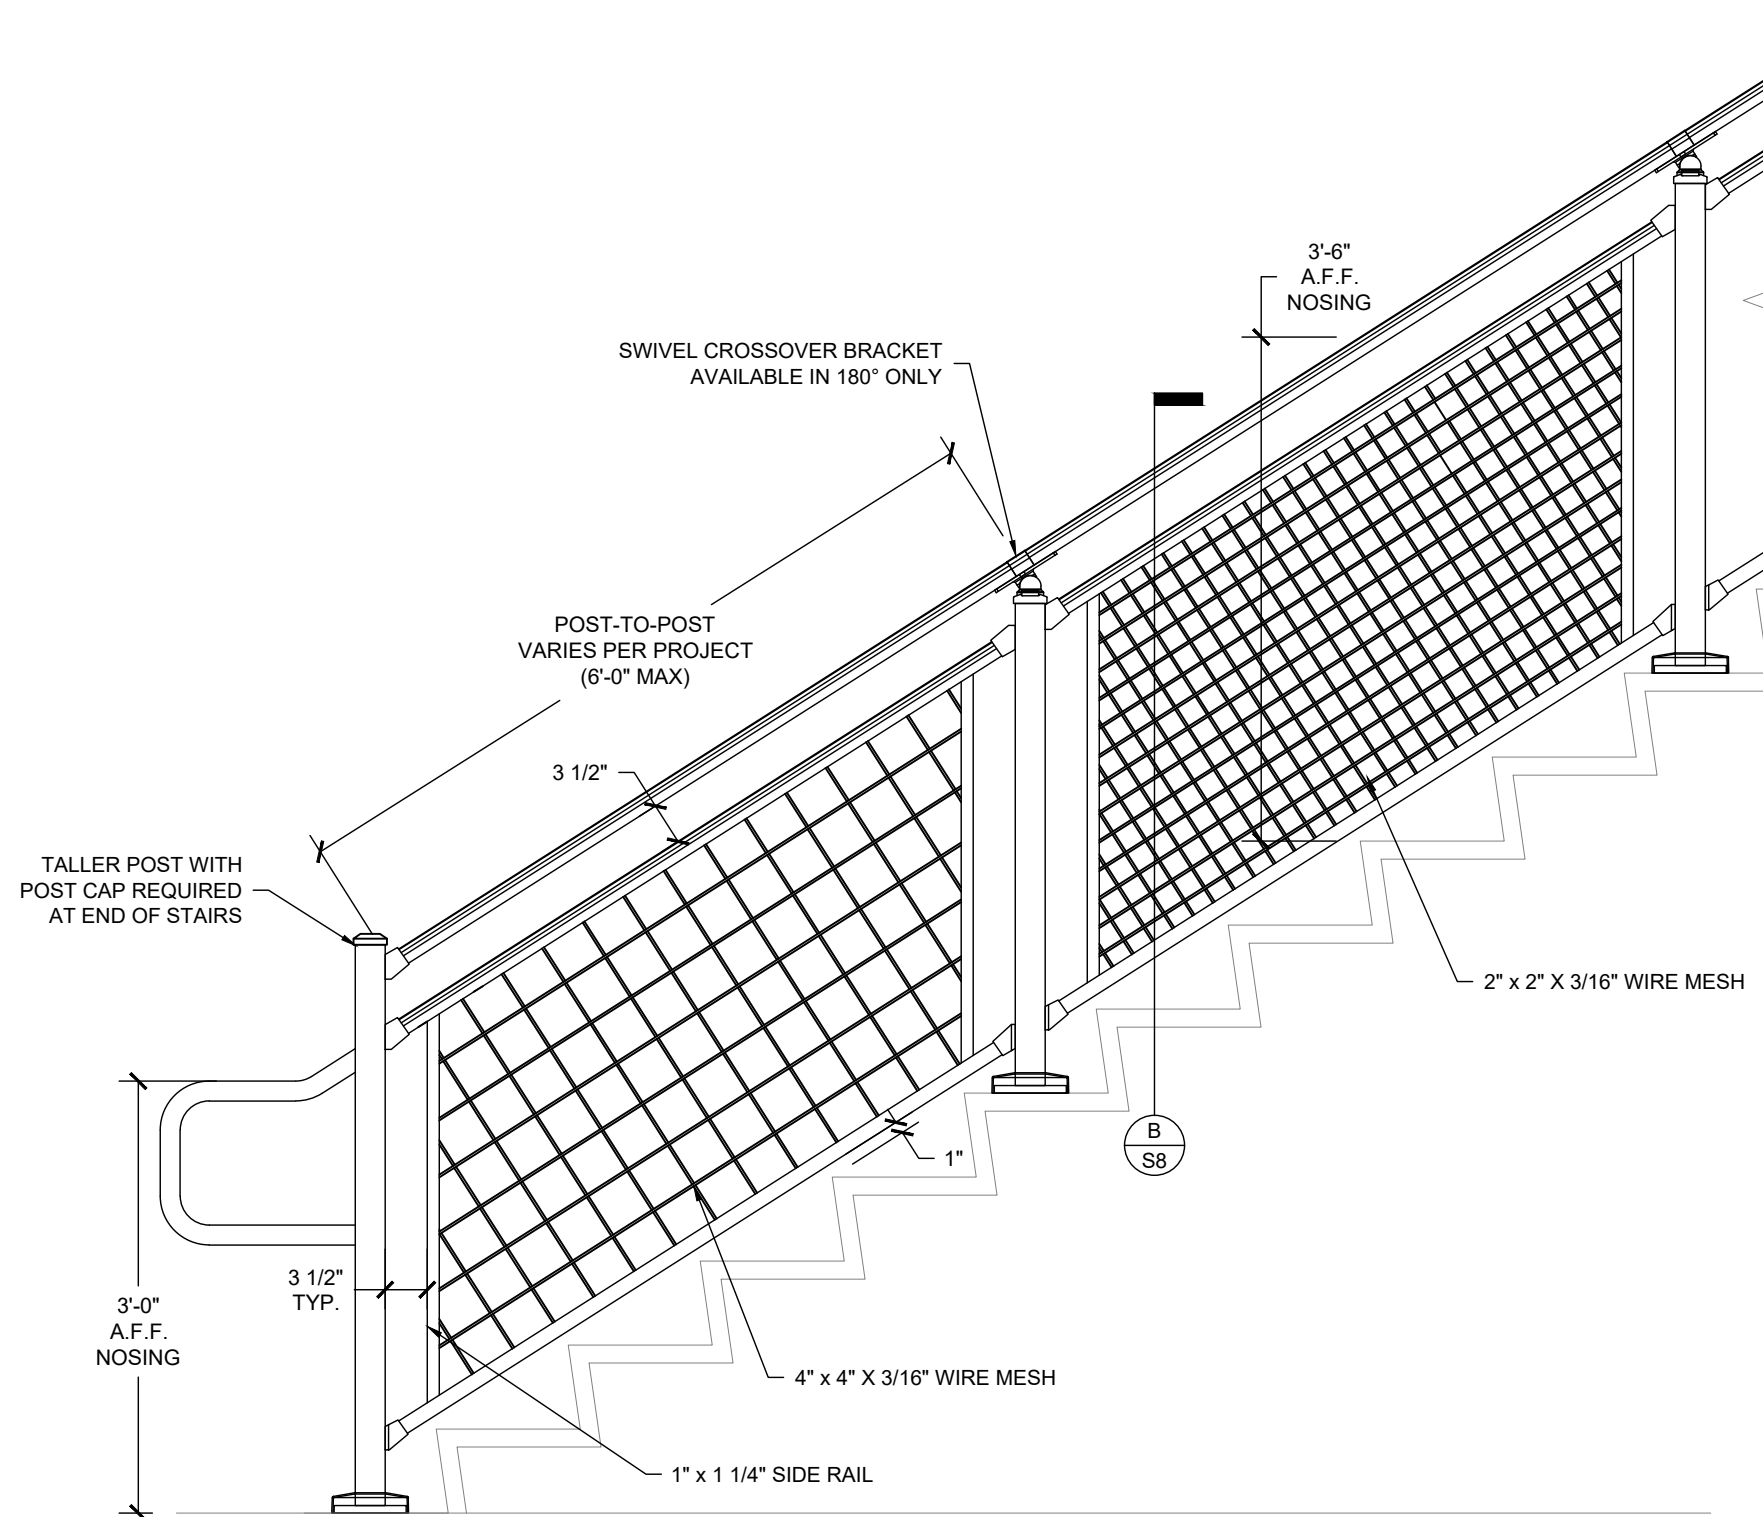 3'-6"
A.F.F.
NOSING
SWIVEL CROSSOVER BRACKET
AVAILABLE IN 180° ONLY
POST-TO-POST
VARIES PER PROJECT
(6'-0" MAX)
3 1/2"
TALLER POST WITH
POST CAP REQUIRED
AT END OF STAIRS
2" x 2" X 3/16" WIRE MESH
B
S8
1"
3 1/2"
TYP.
3'-0"
A.F.F.
NOSING
4" x 4" X 3/16" WIRE MESH
1" x 1 1/4" SIDE RAIL